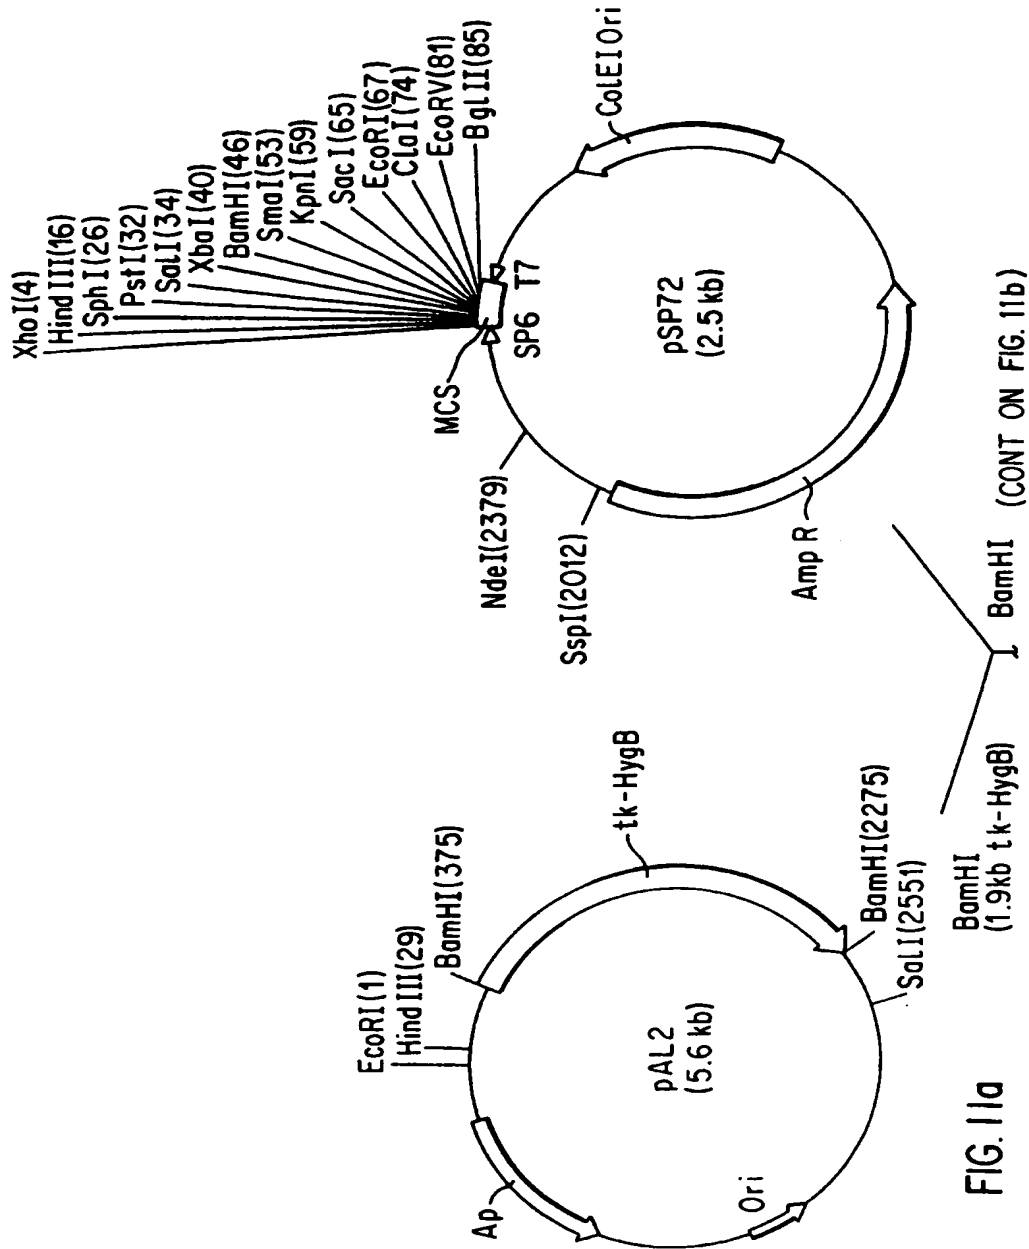 EcoRI(1)
HindIII(29)
BamHI(375)
tk-HygB
BamHI(2275)
SalI(2551)
Ap
Ori
pAL2
(5.6 kb)
XhoI(4)
HindIII(16)
SphI(26)
PstI(32)
SalI(34)
XbaI(40)
BamHI(46)
SmaI(53)
KpnI(59)
SacI(65)
EcoRI(67)
ClaI(74)
EcoRV(81)
BglII(85)
MCS
SP6
T7
NdeI(2379)
SspI(2012)
Amp R
ColEIOri
pSP72
(2.5 kb)
BamHI
(1.9kb tk-HygB)
BamHI
(CONT ON FIG. 11b)
FIG. 11a